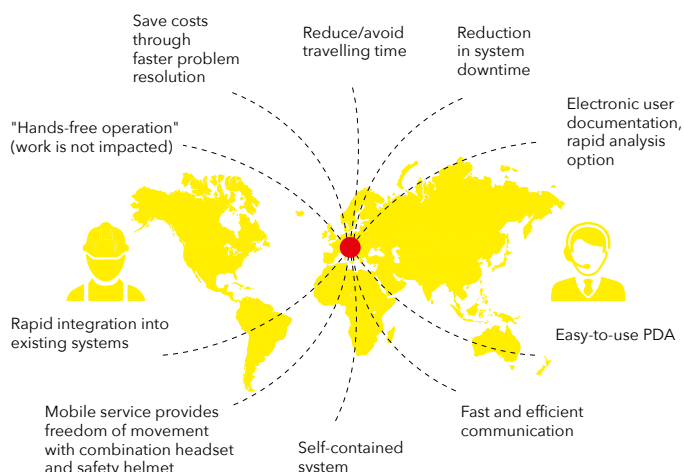 Save costs
through
faster problem
resolution
Reduce/avoid
travelling time
Reduction
in system
downtime
"Hands-free operation"
(work is not impacted)
Electronic user
documentation,
rapid analysis
option
Rapid integration into
existing systems
Easy-to-use PDA
Mobile service provides
freedom of movement
with combination headset
and safety helmet
Self-contained
system
Fast and efficient
communication